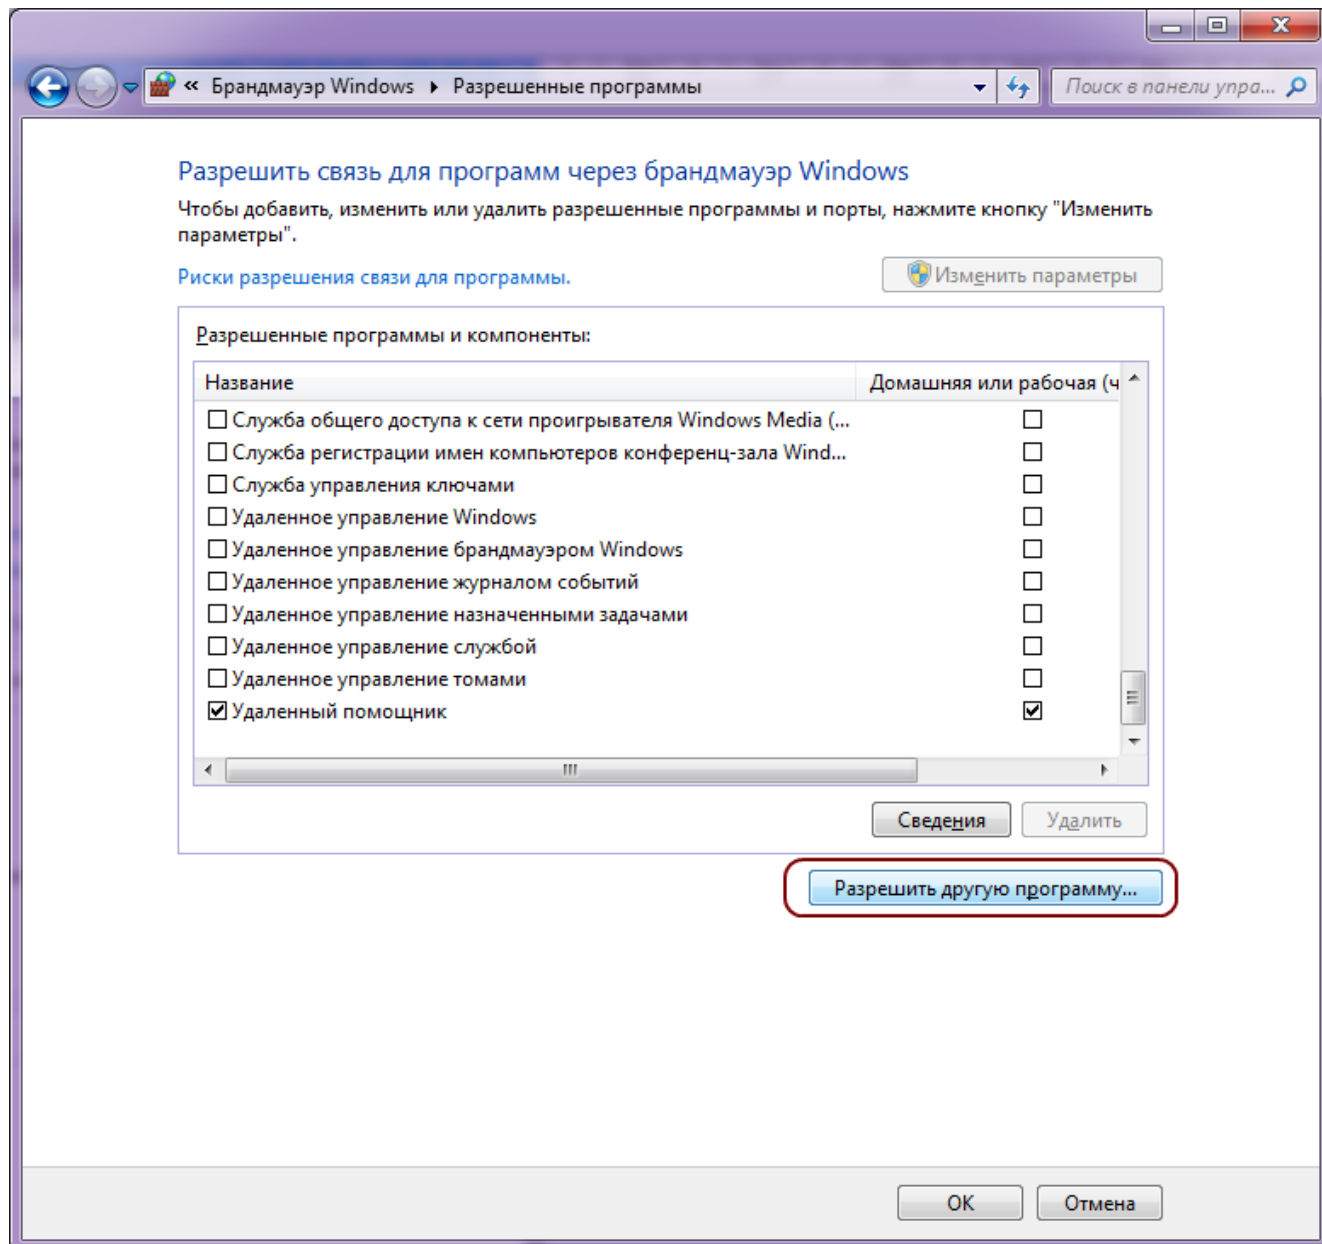 « Брандмауэр Windows Разрешенные программы
Поиск в панели упра...
Разрешить связь для программ через брандмауэр Windows
Чтобы добавить, изменить или удалить разрешенные программы и порты, нажмите кнопку "Изменить
параметры".
Риски разрешения связи для программы.
Изменить параметры
Разрешенные программы и компоненты:
Название
Домашняя или рабочая (ч
Служба общего доступа к сети проигрывателя Windows Media (...
Служба регистрации имен компьютеров конференц-зала Wind...
Служба управления ключами
Удаленное управление Windows
Удаленное управление брандмауэром Windows
Удаленное управление журналом событий
Удаленное управление назначенными задачами
Удаленное управление службой
Удаленное управление томами
Удаленный помощник
Сведения
Удалить
Разрешить другую программу...
ОК
Отмена